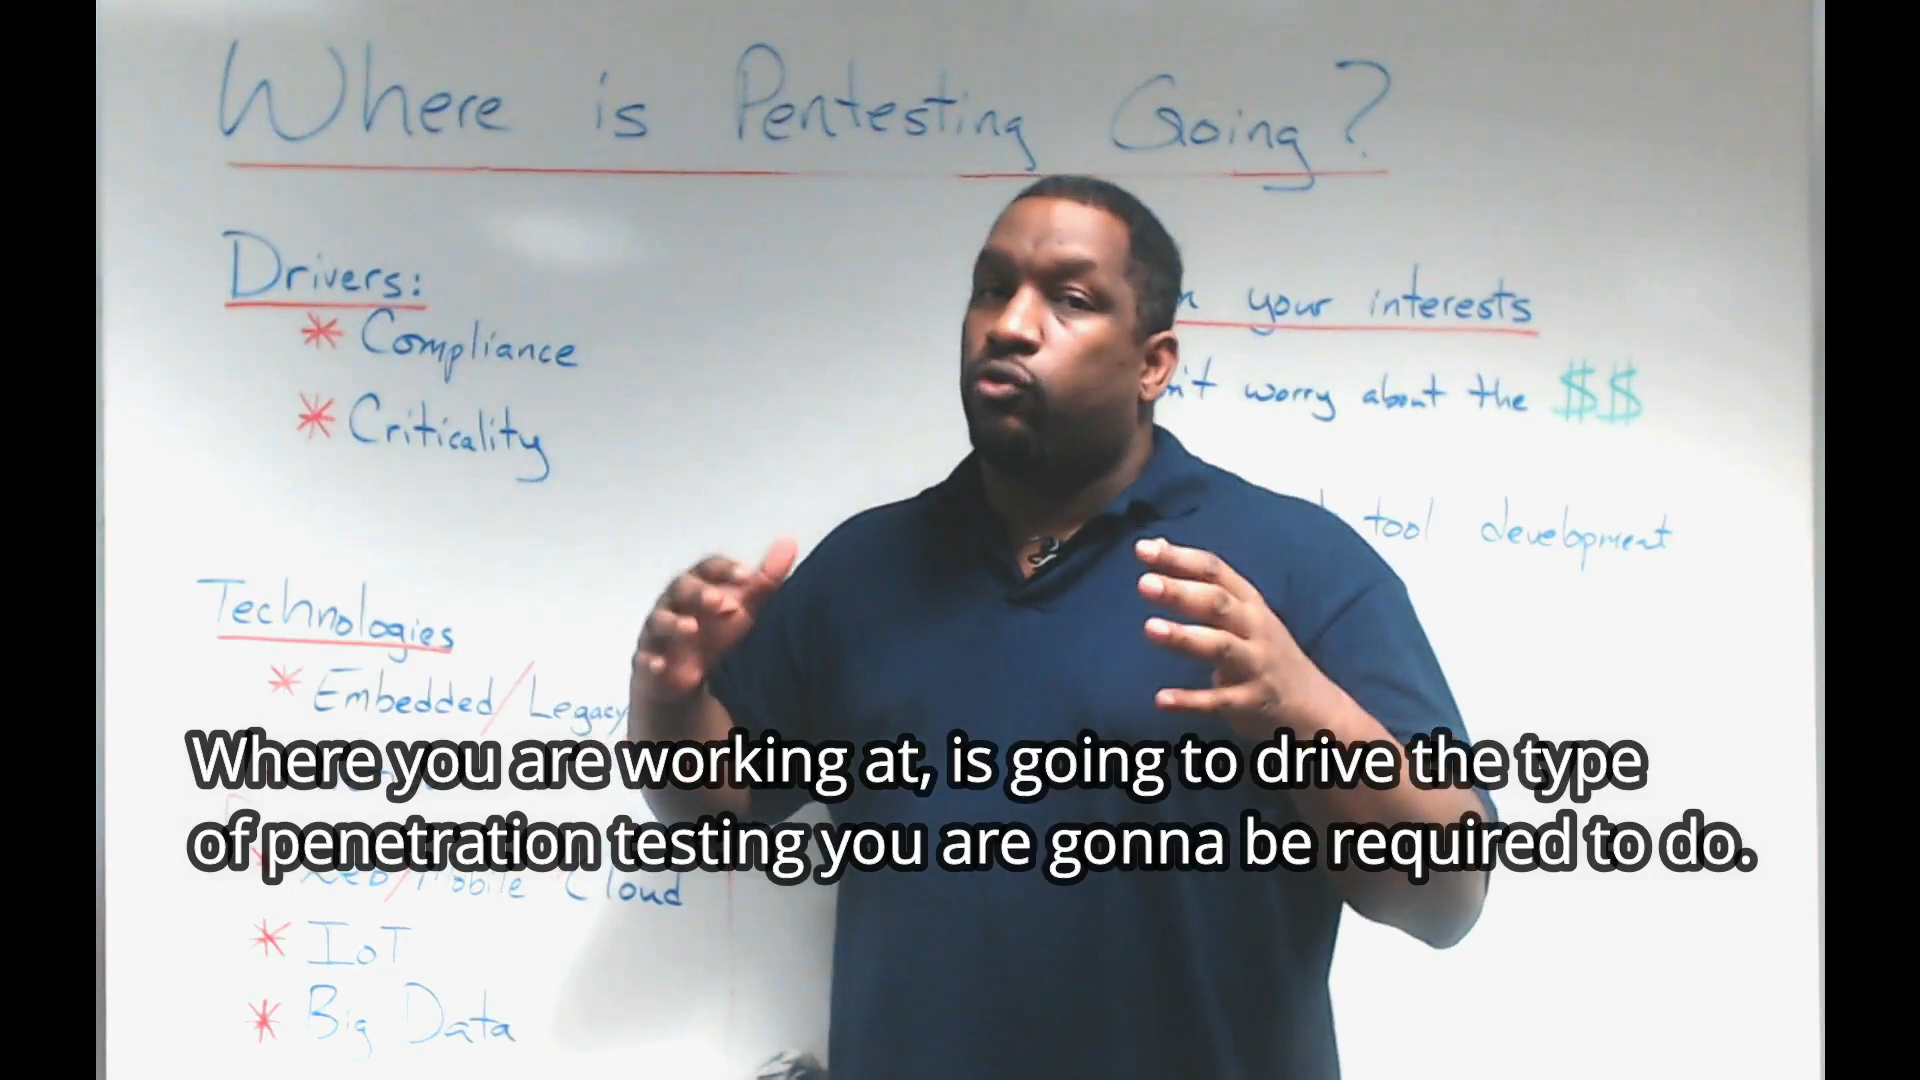 Where is Pentesting Going?
Drivers:
* Compliance
* Criticality
Technologies
* Embedded/Legacy
/Mobile Cloud
* IoT
* Big Data
your interests
n't worry about the $$
tool development
Where you are working at, is going to drive the type
of penetration testing you are gonna be required to do.